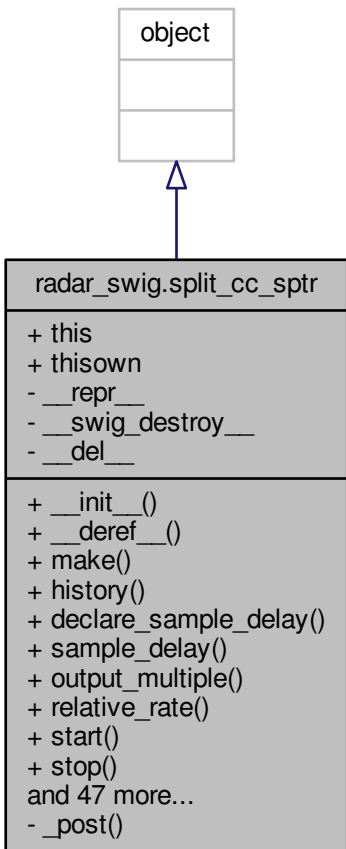 object
radar_swig.split_cc_sptr
+ this
+ thisown
- __repr__
- __swig_destroy__
- __del__
+ __init__()
+ __deref__()
+ make()
+ history()
+ declare_sample_delay()
+ sample_delay()
+ output_multiple()
+ relative_rate()
+ start()
+ stop()
and 47 more...
- _post()